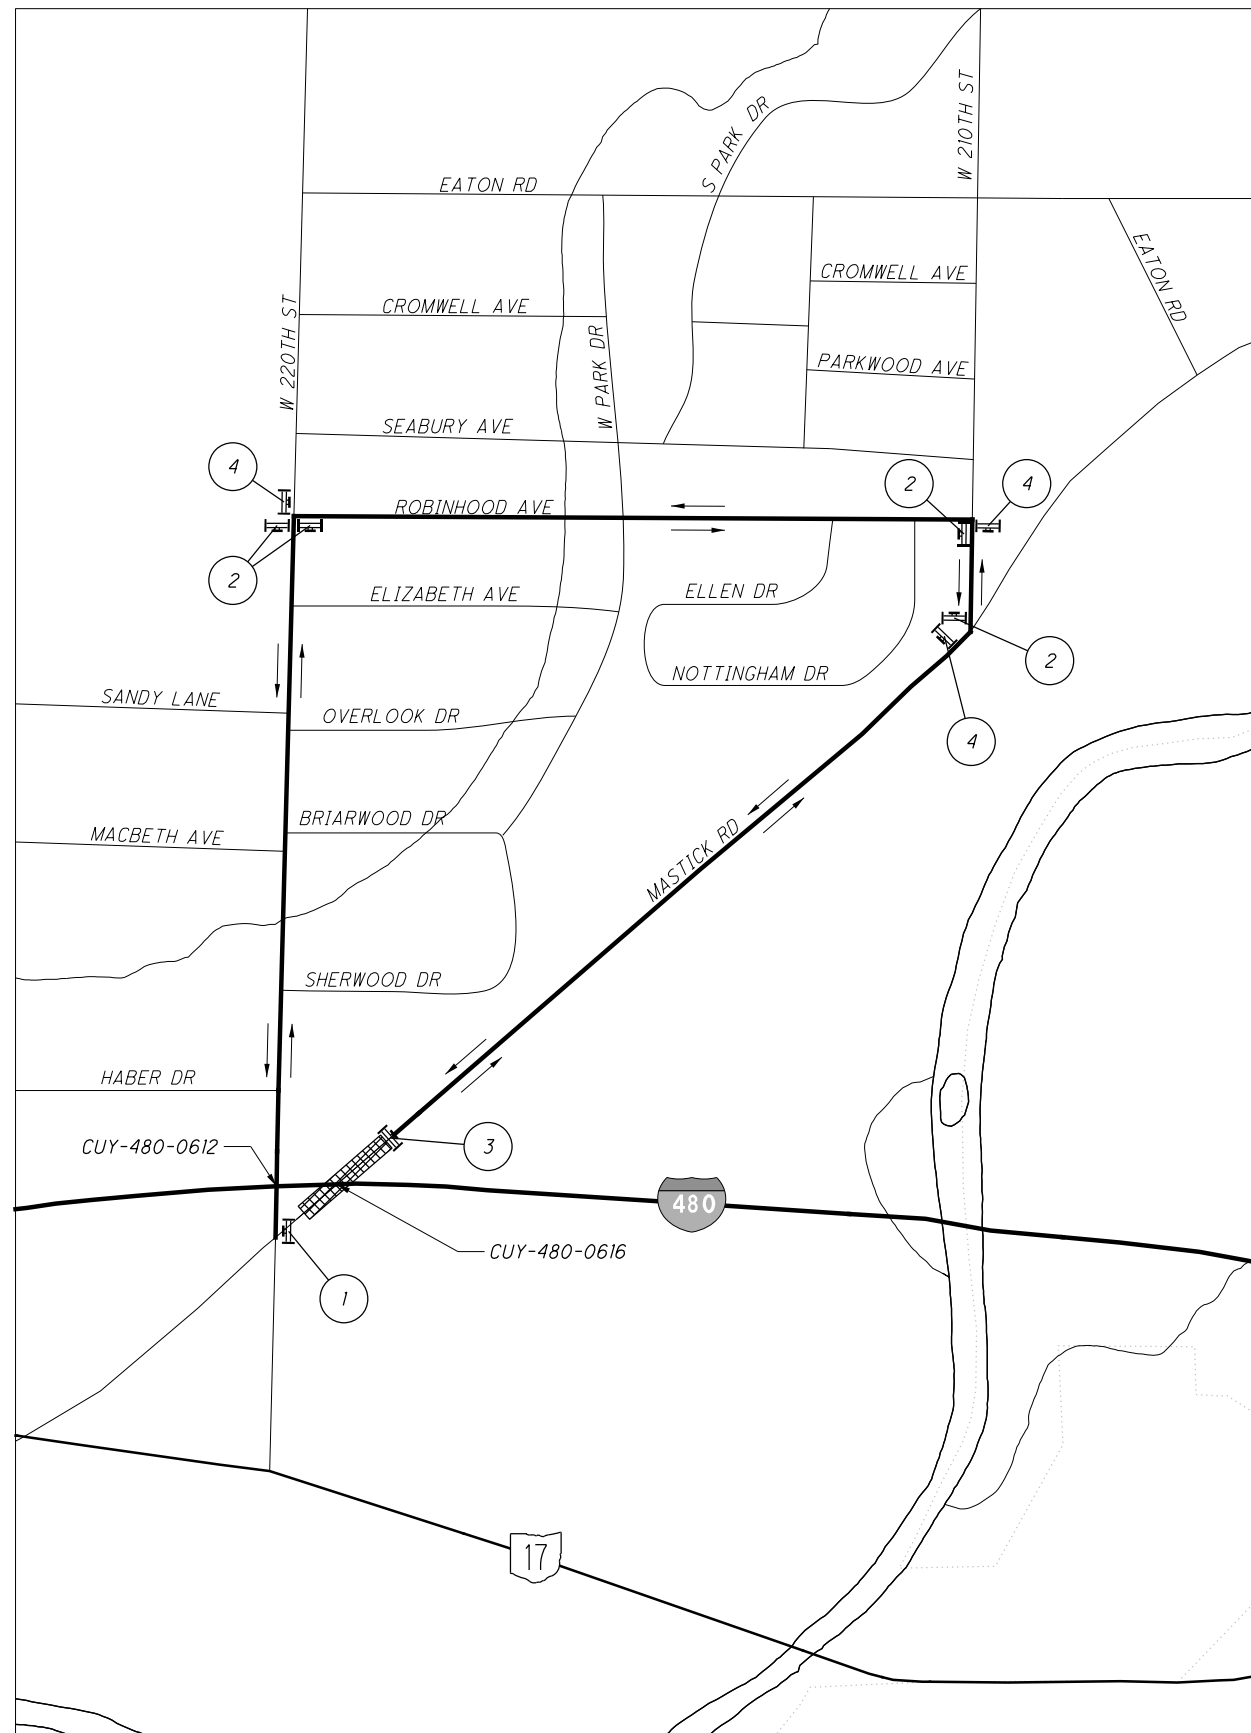 W 210TH ST
S PARK DR
EATON RD
EATON RD
CROMWELL AVE
CROMWELL AVE
W 220TH ST
W PARK DR
PARKWOOD AVE
SEABURY AVE
4
2
4
ROBINHOOD AVE
2
ELIZABETH AVE
ELLEN DR
2
NOTTINGHAM DR
SANDY LANE
OVERLOOK DR
4
BRIARWOOD DR
MACBETH AVE
MASTICK RD
SHERWOOD DR
HABER DR
CUY-480-0612
3
480
CUY-480-0616
1
17